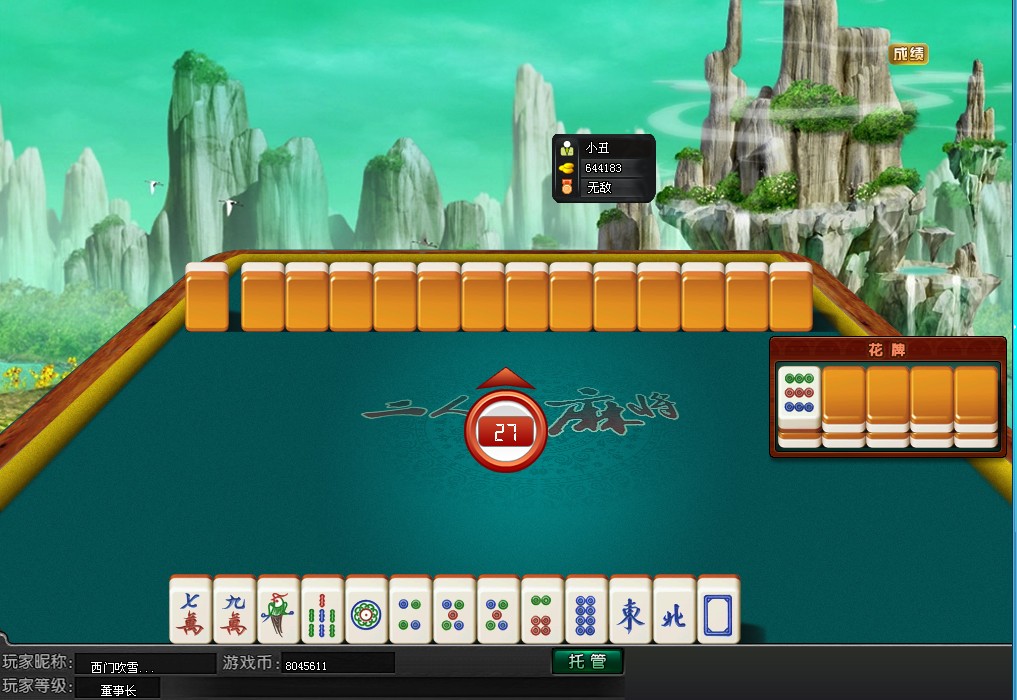 成绩
小丑
644183
无敌
花牌
二人麻将
27
七萬 九萬 東 北
玩家昵称: 西门吹雪... 游戏币: 8045611 托管
玩家等级: 董事长